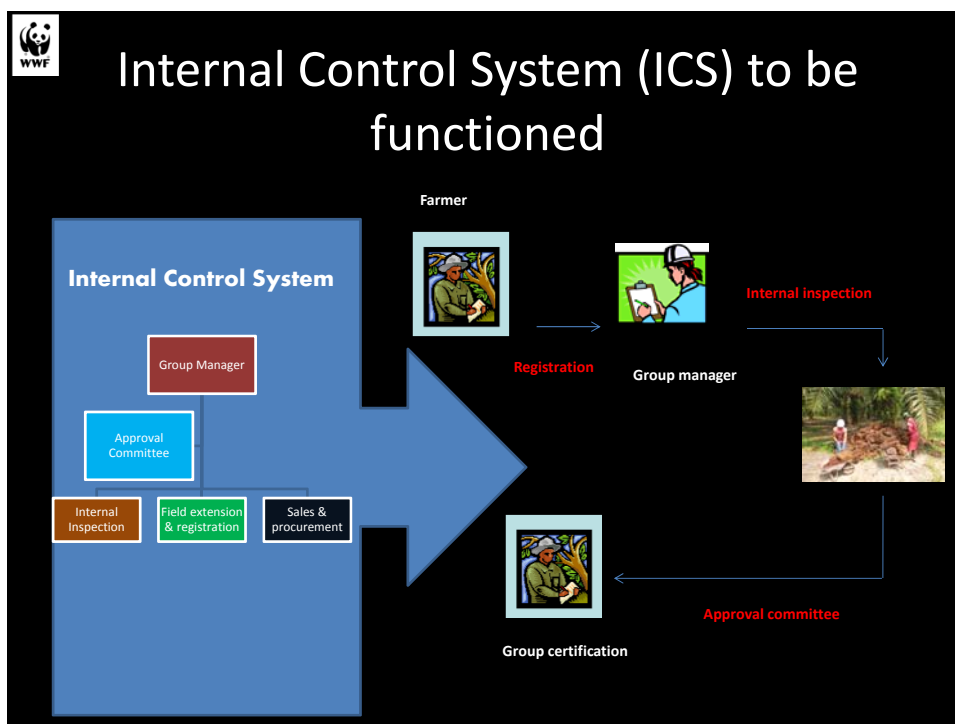 WWF
Internal Control System (ICS) to be
functioned
Internal Control System
Group Manager
Approval
Committee
Internal
Inspection
Field extension
& registration
Sales &
procurement
Farmer
Registration
Group manager
Internal inspection
Approval committee
Group certification